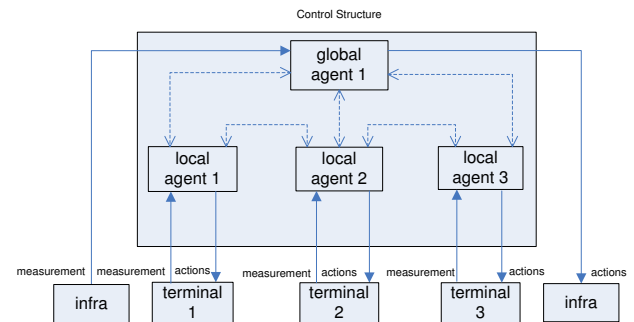 Control Structure
global
agent 1
local
agent 1
local
agent 2
local
agent 3
measurement
measurement
actions
measurement
actions
measurement
actions
actions
infra
terminal
1
terminal
2
terminal
3
infra